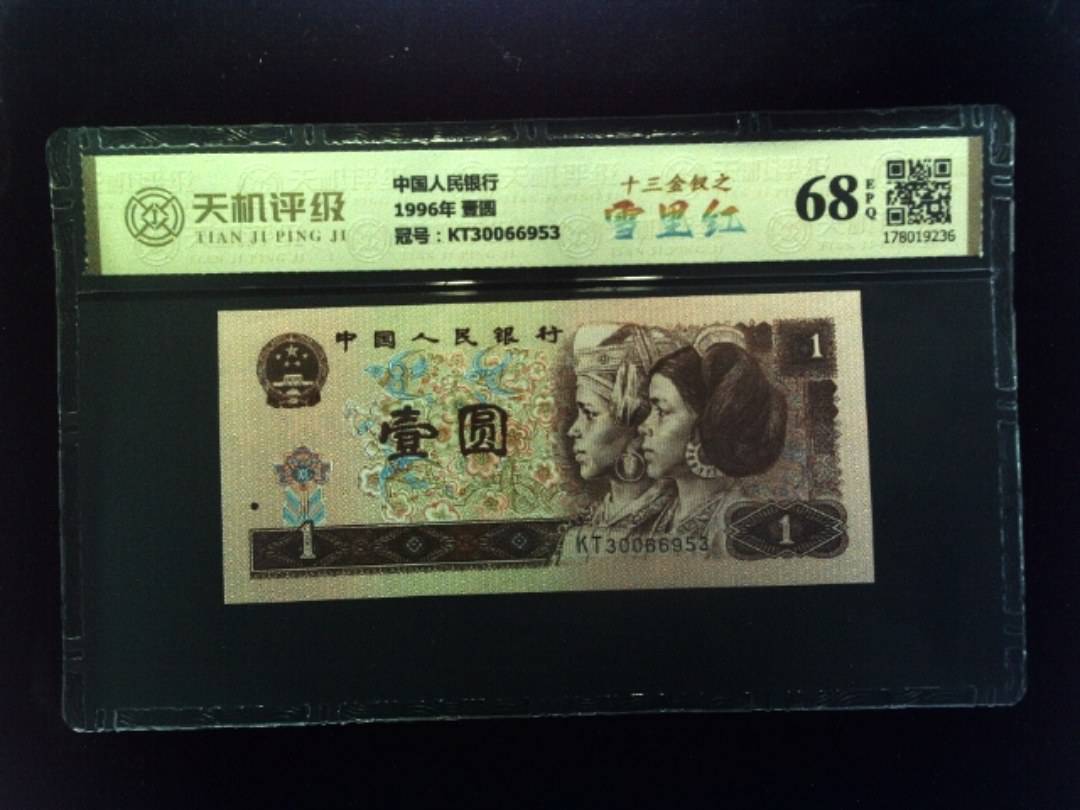 天机评级
TIAN JI PING JI
中国人民银行
1996年 壹圆
冠号：KT30066953
十三金钗之
雪里红
68
EPQ
178019236
中国人民银行
1
壹圆
1
KT30066953
1